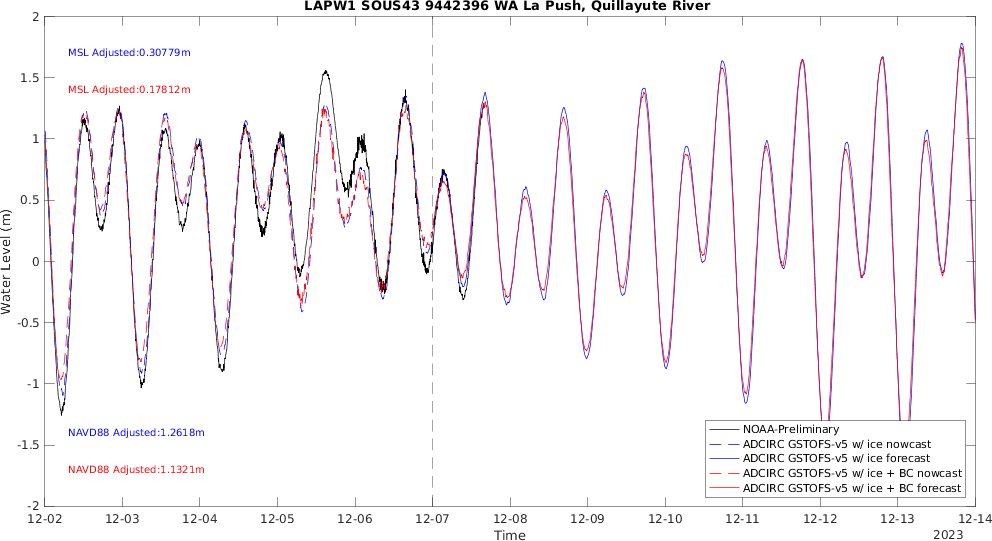 LAPW1 SOUS43 9442396 WA La Push, Quillayute River
2
1.5
1
0.5
0
-0.5
-1
-1.5
-2
Water Level (m)
MSL Adjusted:0.30779m
MSL Adjusted:0.17812m
NAVD88 Adjusted:1.2618m
NAVD88 Adjusted:1.1321m
NOAA-Preliminary
ADCIRC GSTOFS-v5 w/ ice nowcast
ADCIRC GSTOFS-v5 w/ ice forecast
ADCIRC GSTOFS-v5 w/ ice + BC nowcast
ADCIRC GSTOFS-v5 w/ ice + BC forecast
12-02 12-03 12-04 12-05 12-06 12-07 12-08 12-09 12-10 12-11 12-12 12-13 12-14
Time
2023